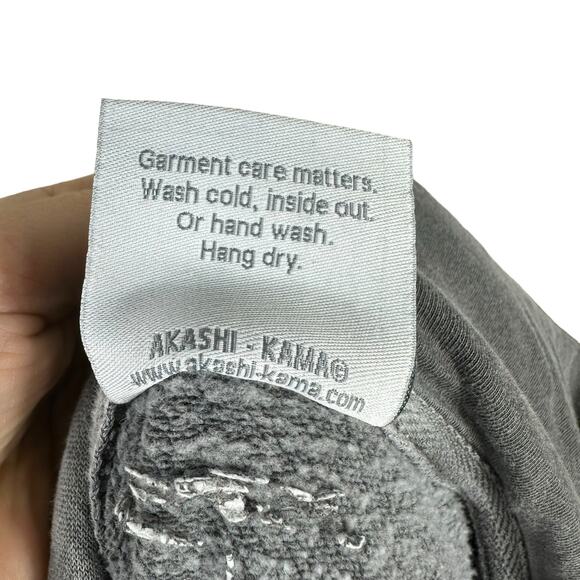 Garment care matters.
Wash cold, inside out.
Or hand wash.
Hang dry.
AKASHI - KAMA®
www.akashi-kama.com